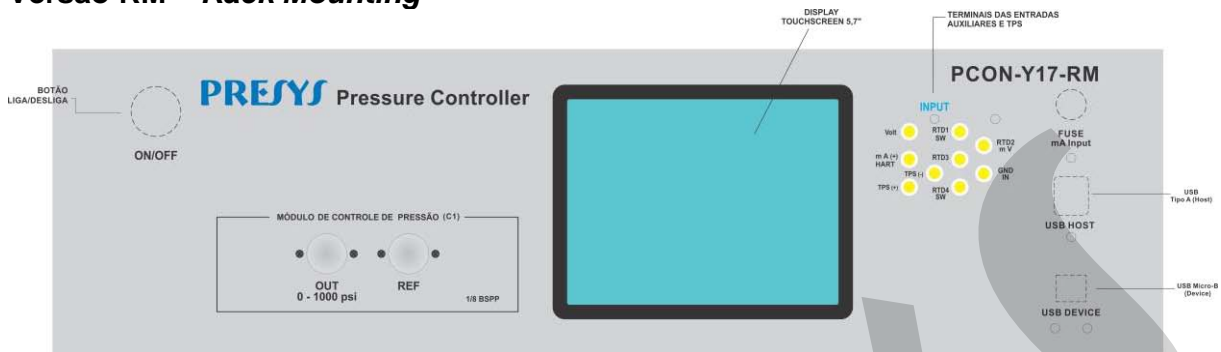 Versão RM – Rack Mounting
DISPLAY
TOUCHSCREEN 5,7"
TERMINAIS DAS ENTRADAS
AUXILIARES E TPS
BOTÃO
LIGA/DESLIGA
ON/OFF
PRESYS Pressure Controller
PCON-Y17-RM
INPUT
Volt
RTD1
SW
RTD2
m V
m A (+)
HART
RTD3
TPS (-)
GND
IN
TPS (+)
RTD4
SW
FUSE
mA Input
USB
Tipo A (Host)
USB HOST
USB Micro-B
(Device)
USB DEVICE
MÓDULO DE CONTROLE DE PRESSÃO (C1)
OUT
0 - 1000 psi
REF
1/8 BSPP